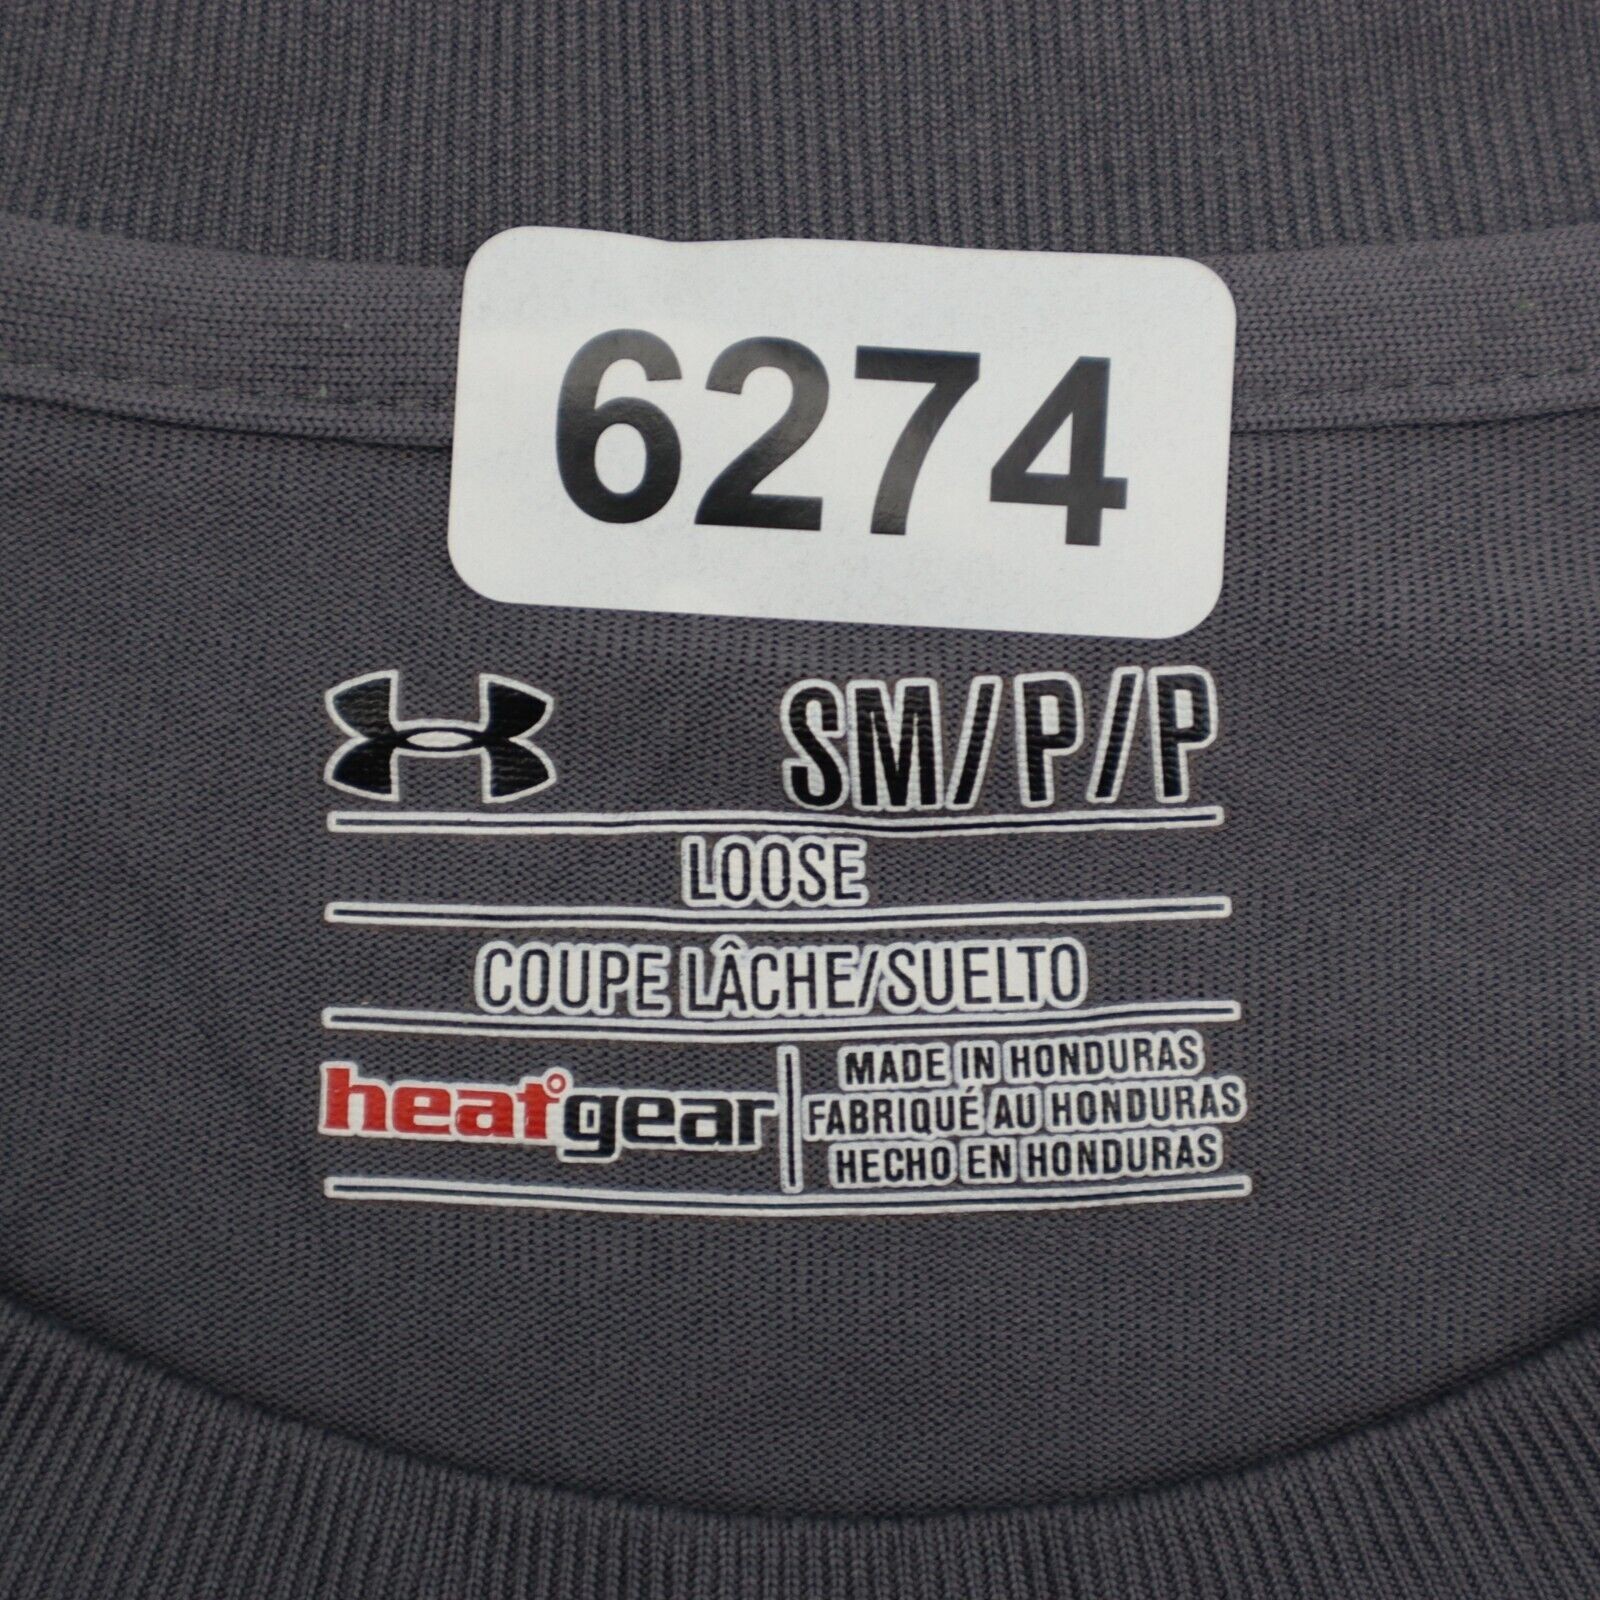 6274
SM/P/P
LOOSE
COUPE LÂCHE/SUELTO
heatgear
MADE IN HONDURAS
FABRIQUÉ AU HONDURAS
HECHO EN HONDURAS